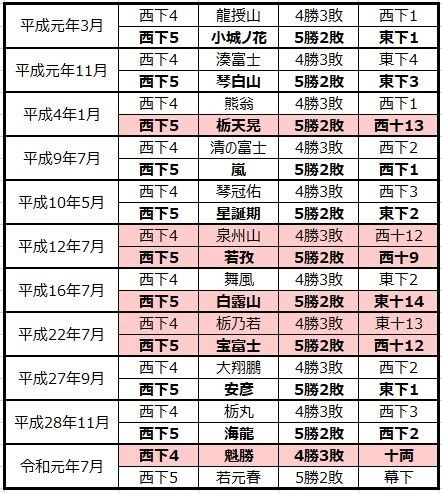 平成元年3月 西下4 龍授山 4勝3敗 西下1
西下5 小城ノ花 5勝2敗 東下1
平成元年11月 西下4 湊富士 4勝3敗 東下4
西下5 琴白山 5勝2敗 東下3
平成4年1月 西下4 熊翁 4勝3敗 西下1
西下5 栃天晃 5勝2敗 西十13
平成9年7月 西下4 清の富士 4勝3敗 西下2
西下5 嵐 5勝2敗 西下1
平成10年5月 西下4 琴冠佑 4勝3敗 西下3
西下5 星誕期 5勝2敗 東下2
平成12年7月 西下4 泉州山 4勝3敗 西十12
西下5 若孜 5勝2敗 西十9
平成16年7月 西下4 舞風 4勝3敗 東下2
西下5 白露山 5勝2敗 東十14
平成22年7月 西下4 栃乃若 4勝3敗 東十13
西下5 宝富士 5勝2敗 西十12
平成27年9月 西下4 大翔鵬 4勝3敗 西下2
西下5 安彦 5勝2敗 東下1
平成28年11月 西下4 栃丸 4勝3敗 西下3
西下5 海龍 5勝2敗 西下2
令和元年7月 西下4 魁勝 4勝3敗 十両
西下5 若元春 5勝2敗 幕下